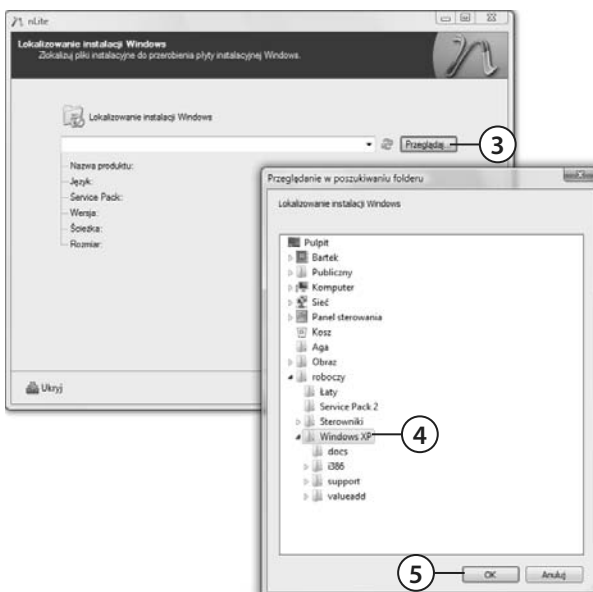 nLite
Lokalizowanie instalacji Windows
Zlokalizuj pliki instalacyjne do przerobienia płyty instalacyjnej Windows.
Lokalizowanie instalacji Windows
Przeglądaj...
3
Nazwa produktu:
Język:
Service Pack:
Wersja:
Ścieżka:
Rozmiar:
Ukryj
Przeglądanie w poszukiwaniu folderu
Lokalizowanie instalacji Windows
Pulpit
Bartek
Publiczny
Komputer
Sieć
Panel sterowania
Kosz
Aga
Obraz
roboczy
Łaty
Service Pack 2
Sterowniki
Windows XP
4
docs
i386
support
valueadd
5
OK
Anuluj